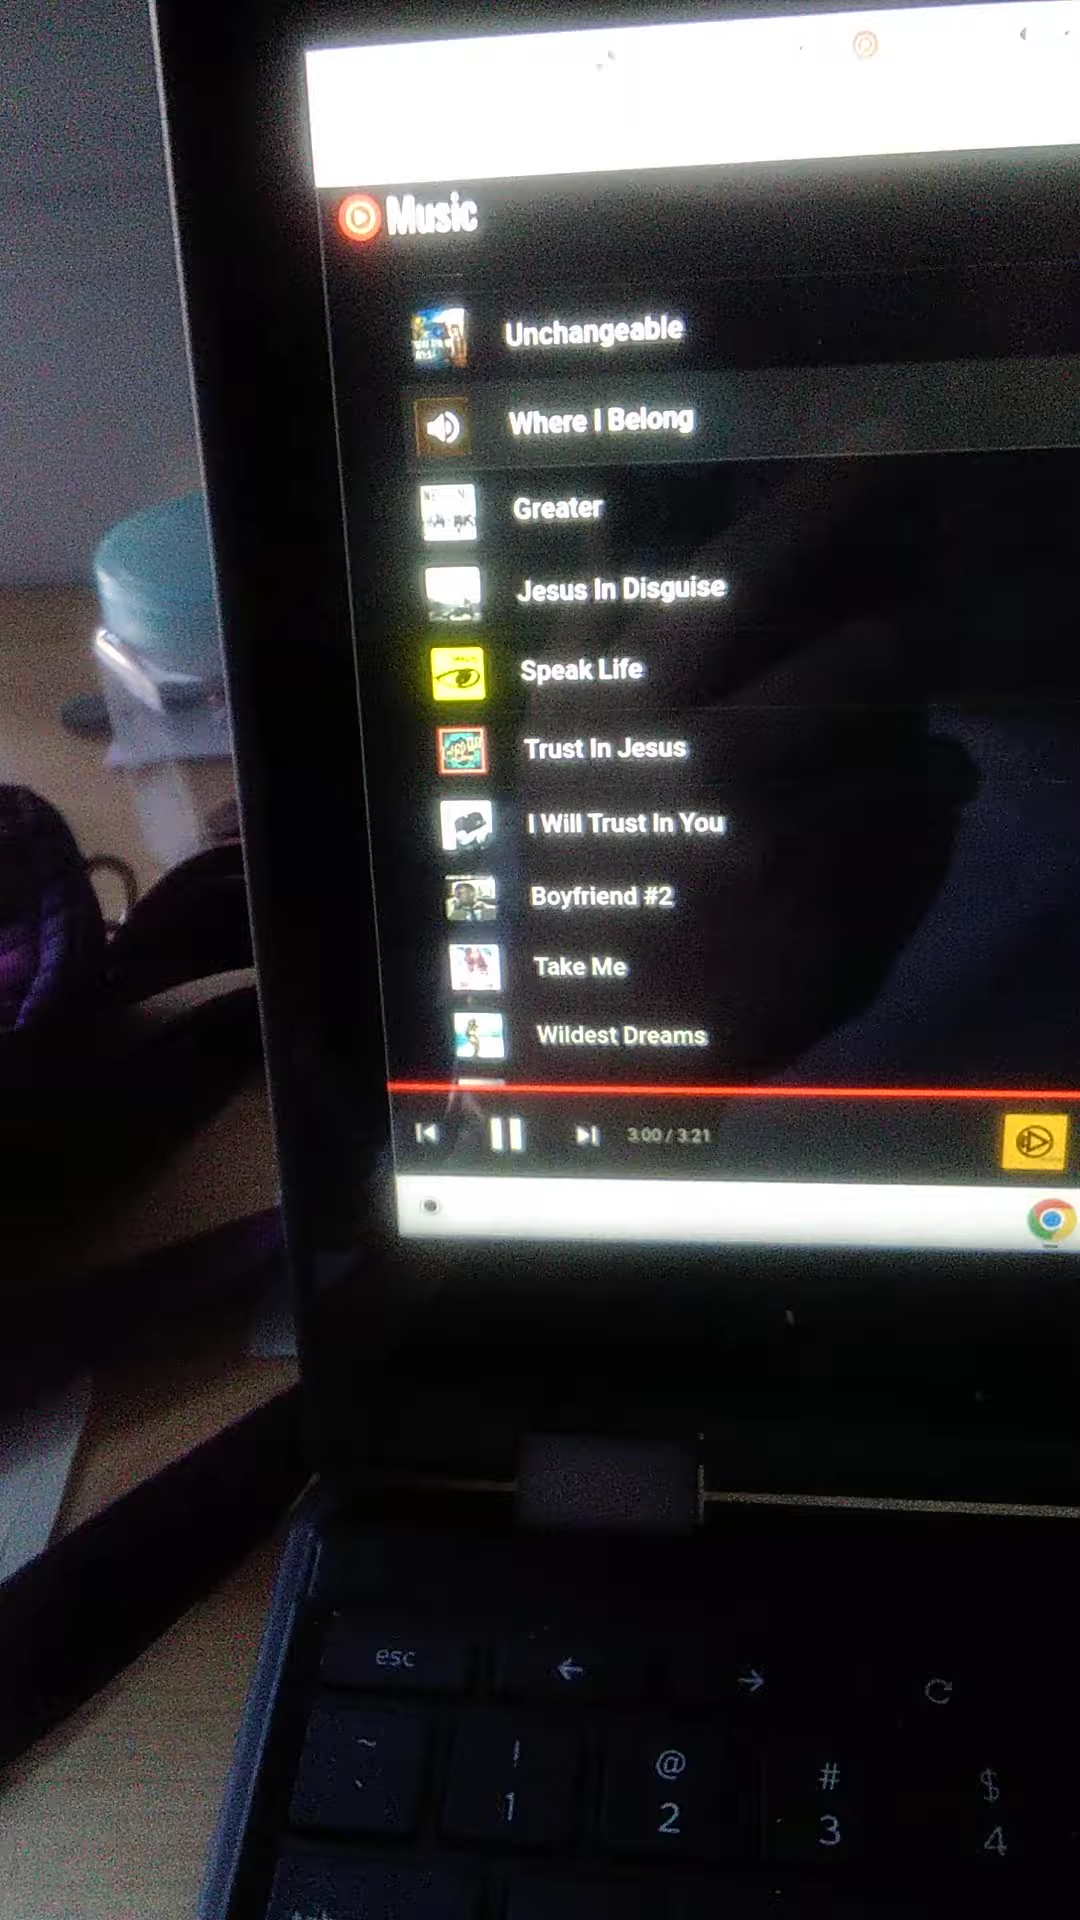 Music
Unchangeable
Where I Belong
Greater
Jesus In Disguise
Speak Life
Trust In Jesus
I Will Trust In You
Boyfriend #2
Take Me
Wildest Dreams
3:00 / 3:21
esc
~ ! @ # $
` 1 2 3 4